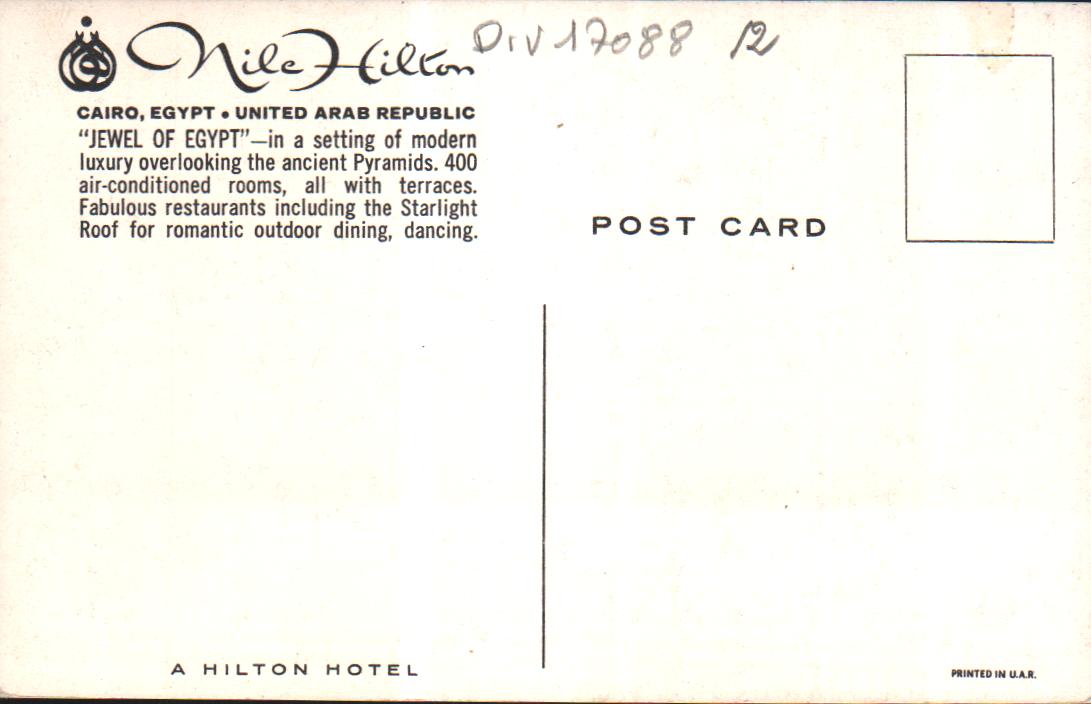 Nile Hilton
Div 17088 12
CAIRO, EGYPT • UNITED ARAB REPUBLIC
"JEWEL OF EGYPT"—in a setting of modern
luxury overlooking the ancient Pyramids. 400
air-conditioned rooms, all with terraces.
Fabulous restaurants including the Starlight
Roof for romantic outdoor dining, dancing.
POST CARD
A HILTON HOTEL
PRINTED IN U.A.R.